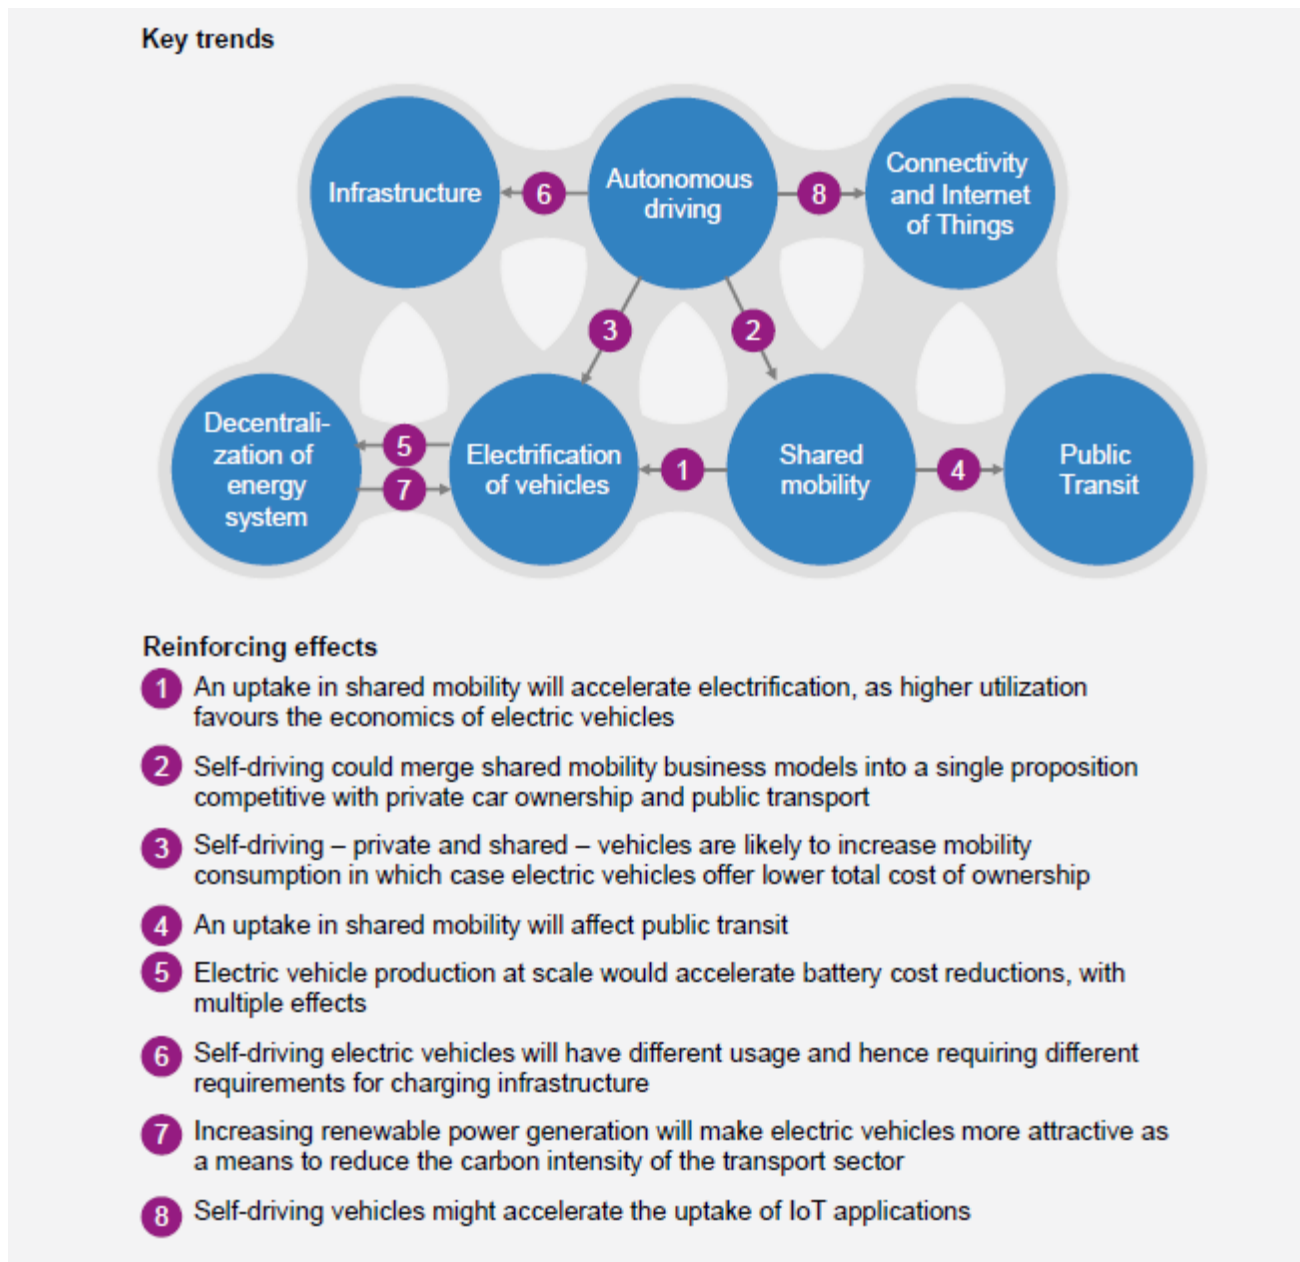 Key trends
Infrastructure
6
Autonomous
driving
8
Connectivity
and Internet
of Things
3
2
Decentrali-
zation of
energy
system
5
7
Electrification
of vehicles
1
Shared
mobility
4
Public
Transit
Reinforcing effects
1 An uptake in shared mobility will accelerate electrification, as higher utilization
favours the economics of electric vehicles
2 Self-driving could merge shared mobility business models into a single proposition
competitive with private car ownership and public transport
3 Self-driving – private and shared – vehicles are likely to increase mobility
consumption in which case electric vehicles offer lower total cost of ownership
4 An uptake in shared mobility will affect public transit
5 Electric vehicle production at scale would accelerate battery cost reductions, with
multiple effects
6 Self-driving electric vehicles will have different usage and hence requiring different
requirements for charging infrastructure
7 Increasing renewable power generation will make electric vehicles more attractive as
a means to reduce the carbon intensity of the transport sector
8 Self-driving vehicles might accelerate the uptake of IoT applications